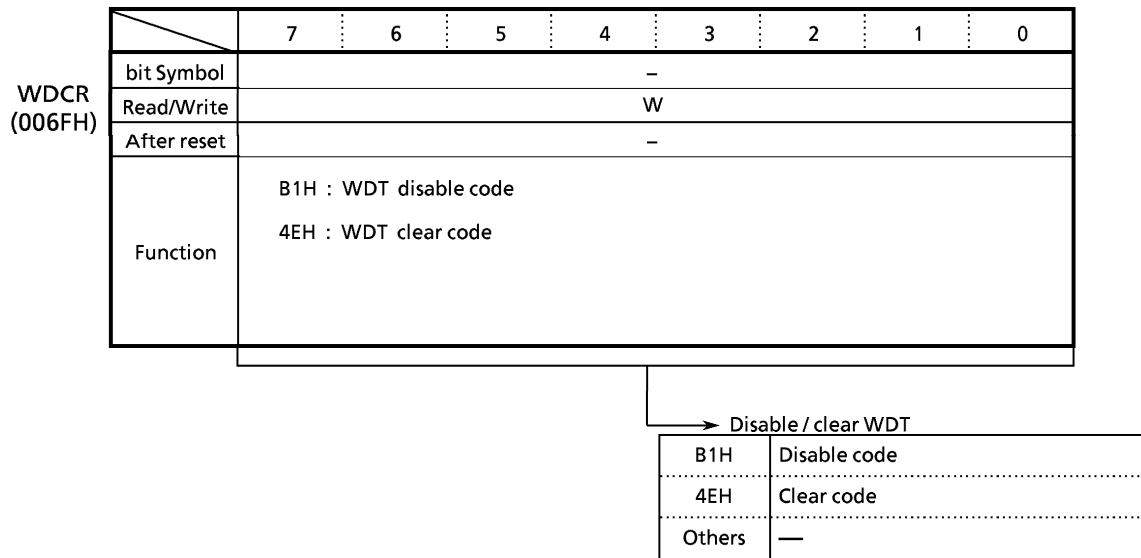 7 6 5 4 3 2 1 0
WDCR
(006FH)
bit Symbol –
Read/Write W
After reset –
Function
B1H : WDT disable code
4EH : WDT clear code
Disable / clear WDT
B1H Disable code
4EH Clear code
Others —